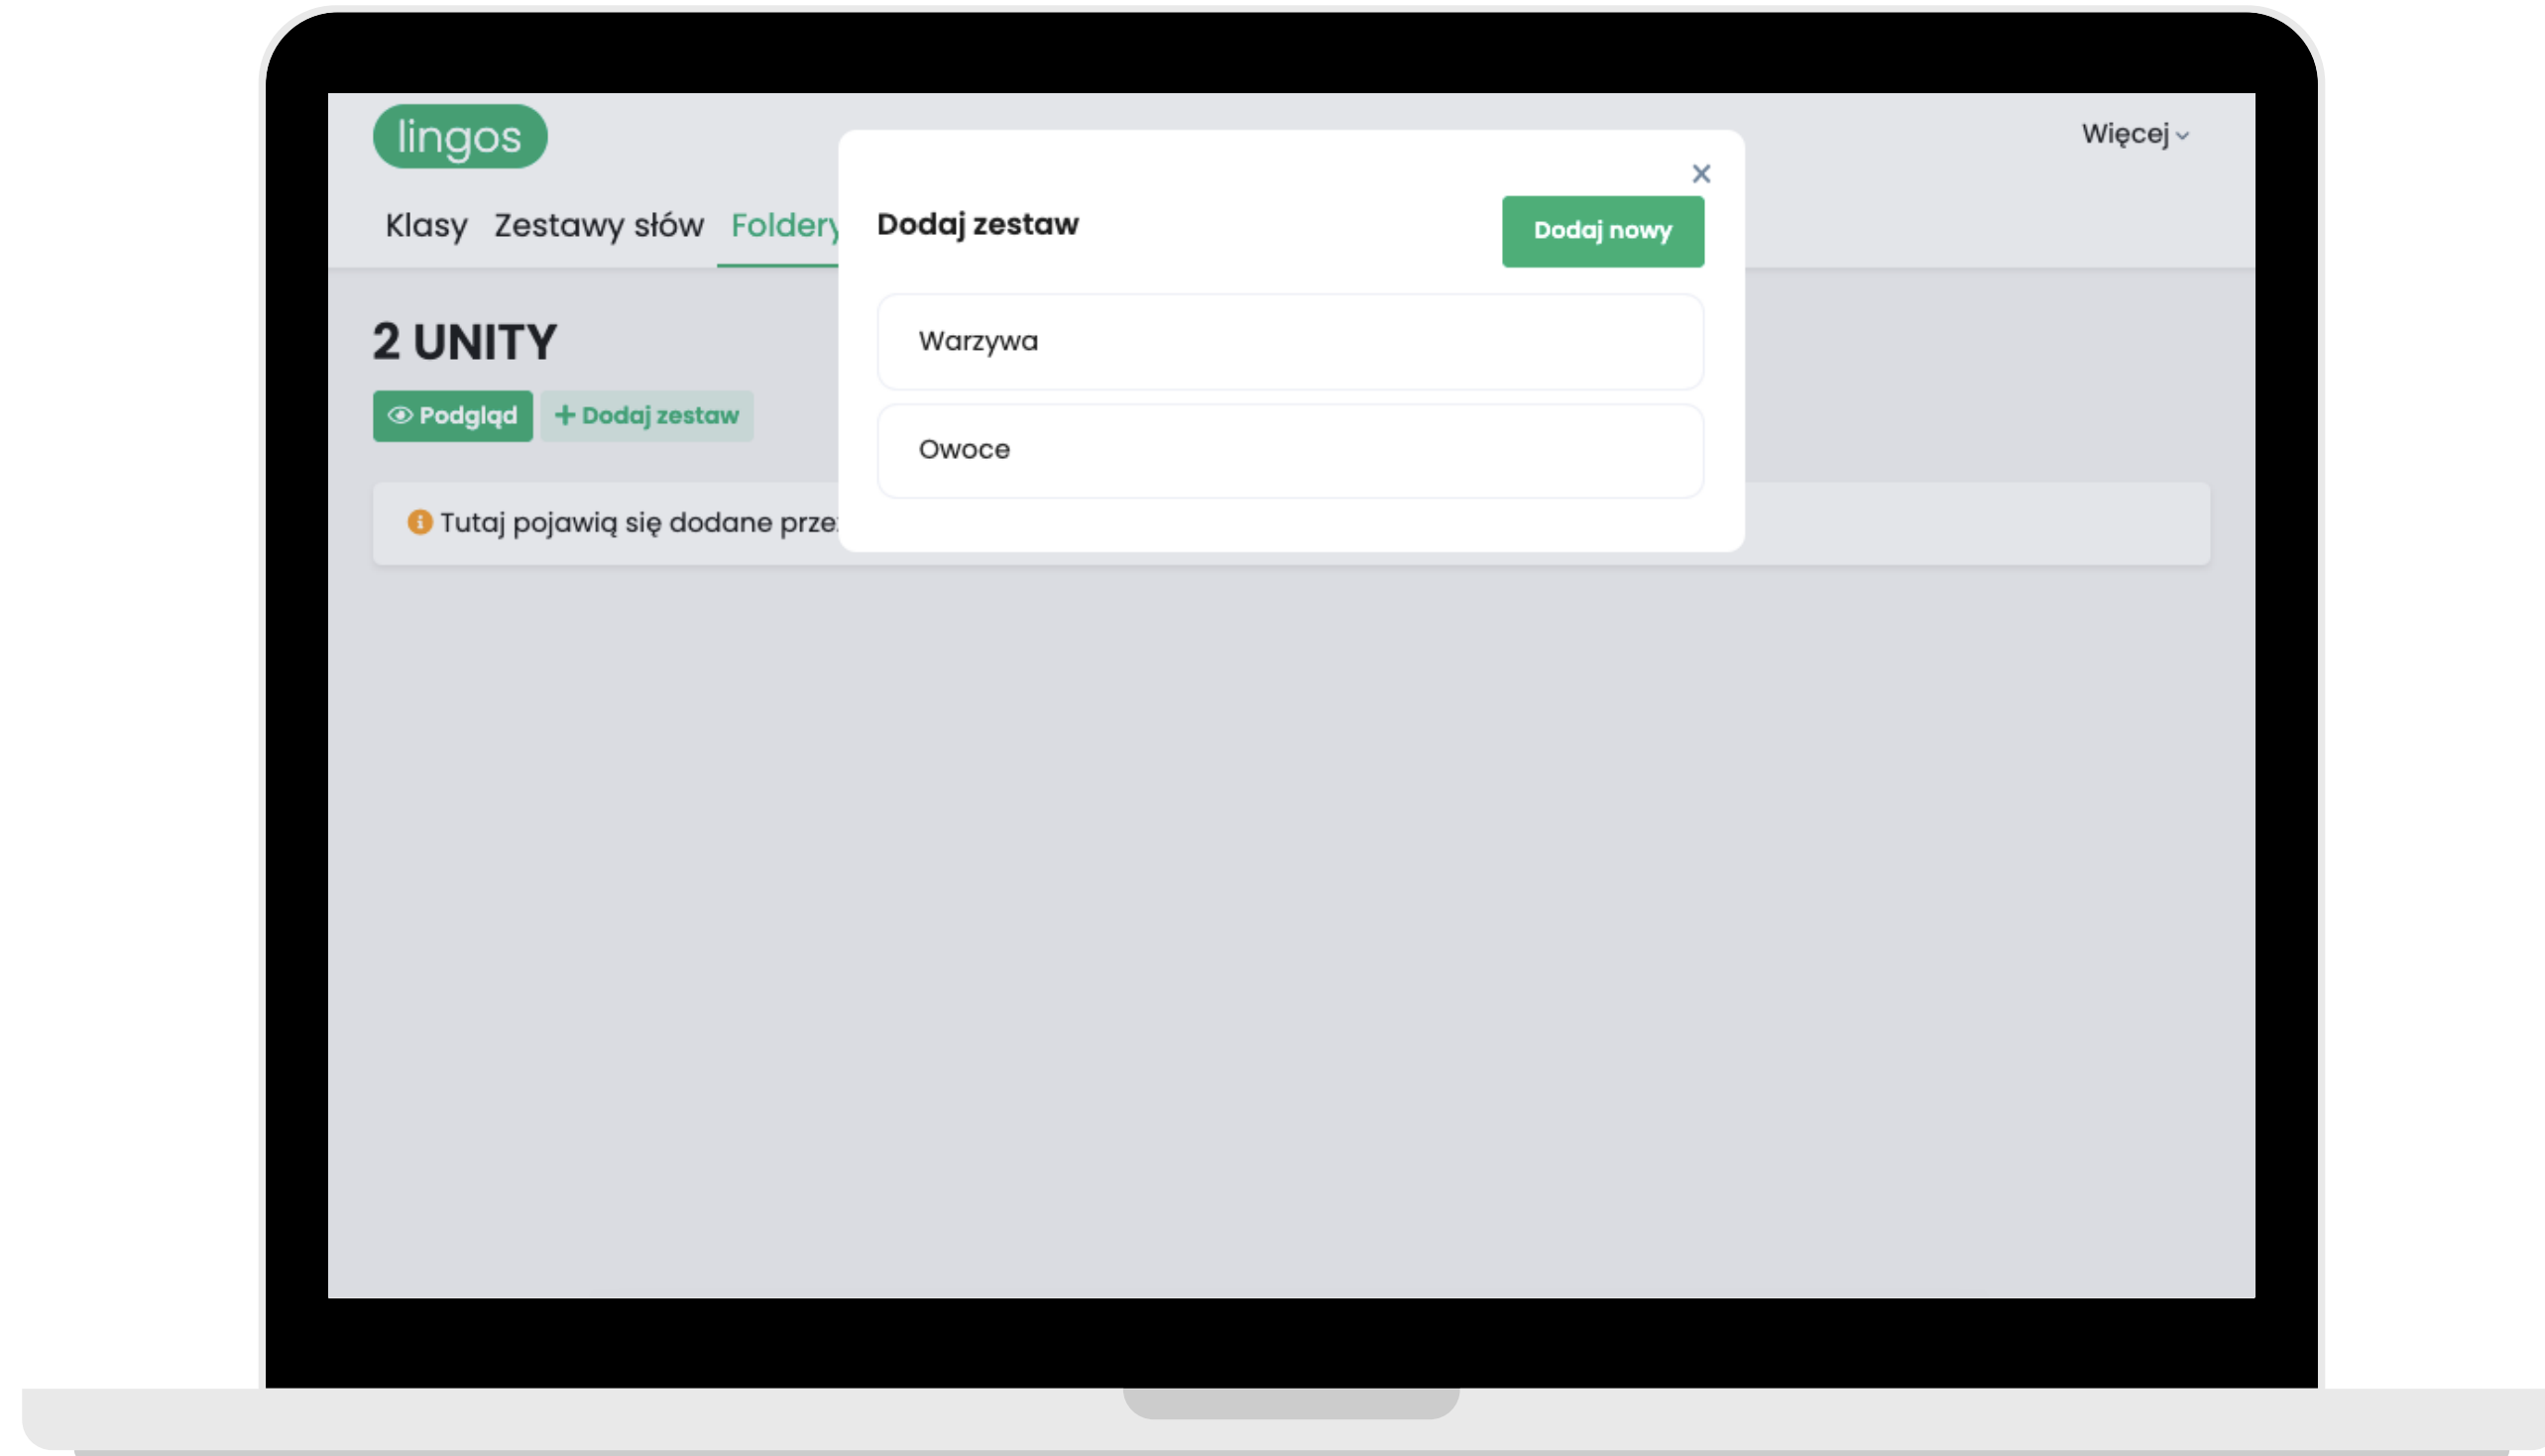 lingos
Więcej
Klasy Zestawy słów Foldery
Dodaj zestaw
Dodaj nowy
Warzywa
Owoce
2 UNITY
Podgląd
+ Dodaj zestaw
Tutaj pojawią się dodane